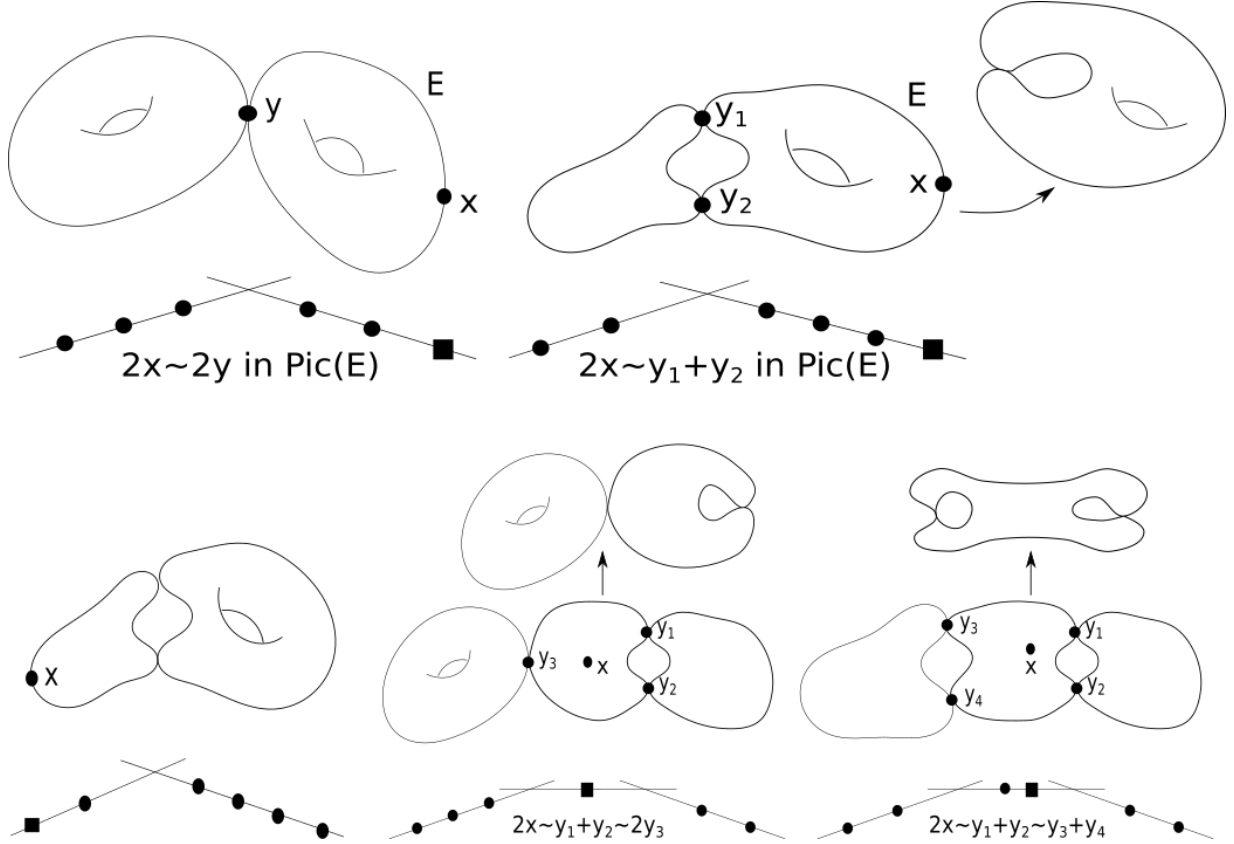 E
y
x
2x~2y in Pic(E)
E
y₁
y₂
x
2x~y₁+y₂ in Pic(E)
x
y₃
x
y₁
y₂
2x~y₁+y₂~2y₃
y₃
y₄
x
y₁
y₂
2x~y₁+y₂~y₃+y₄